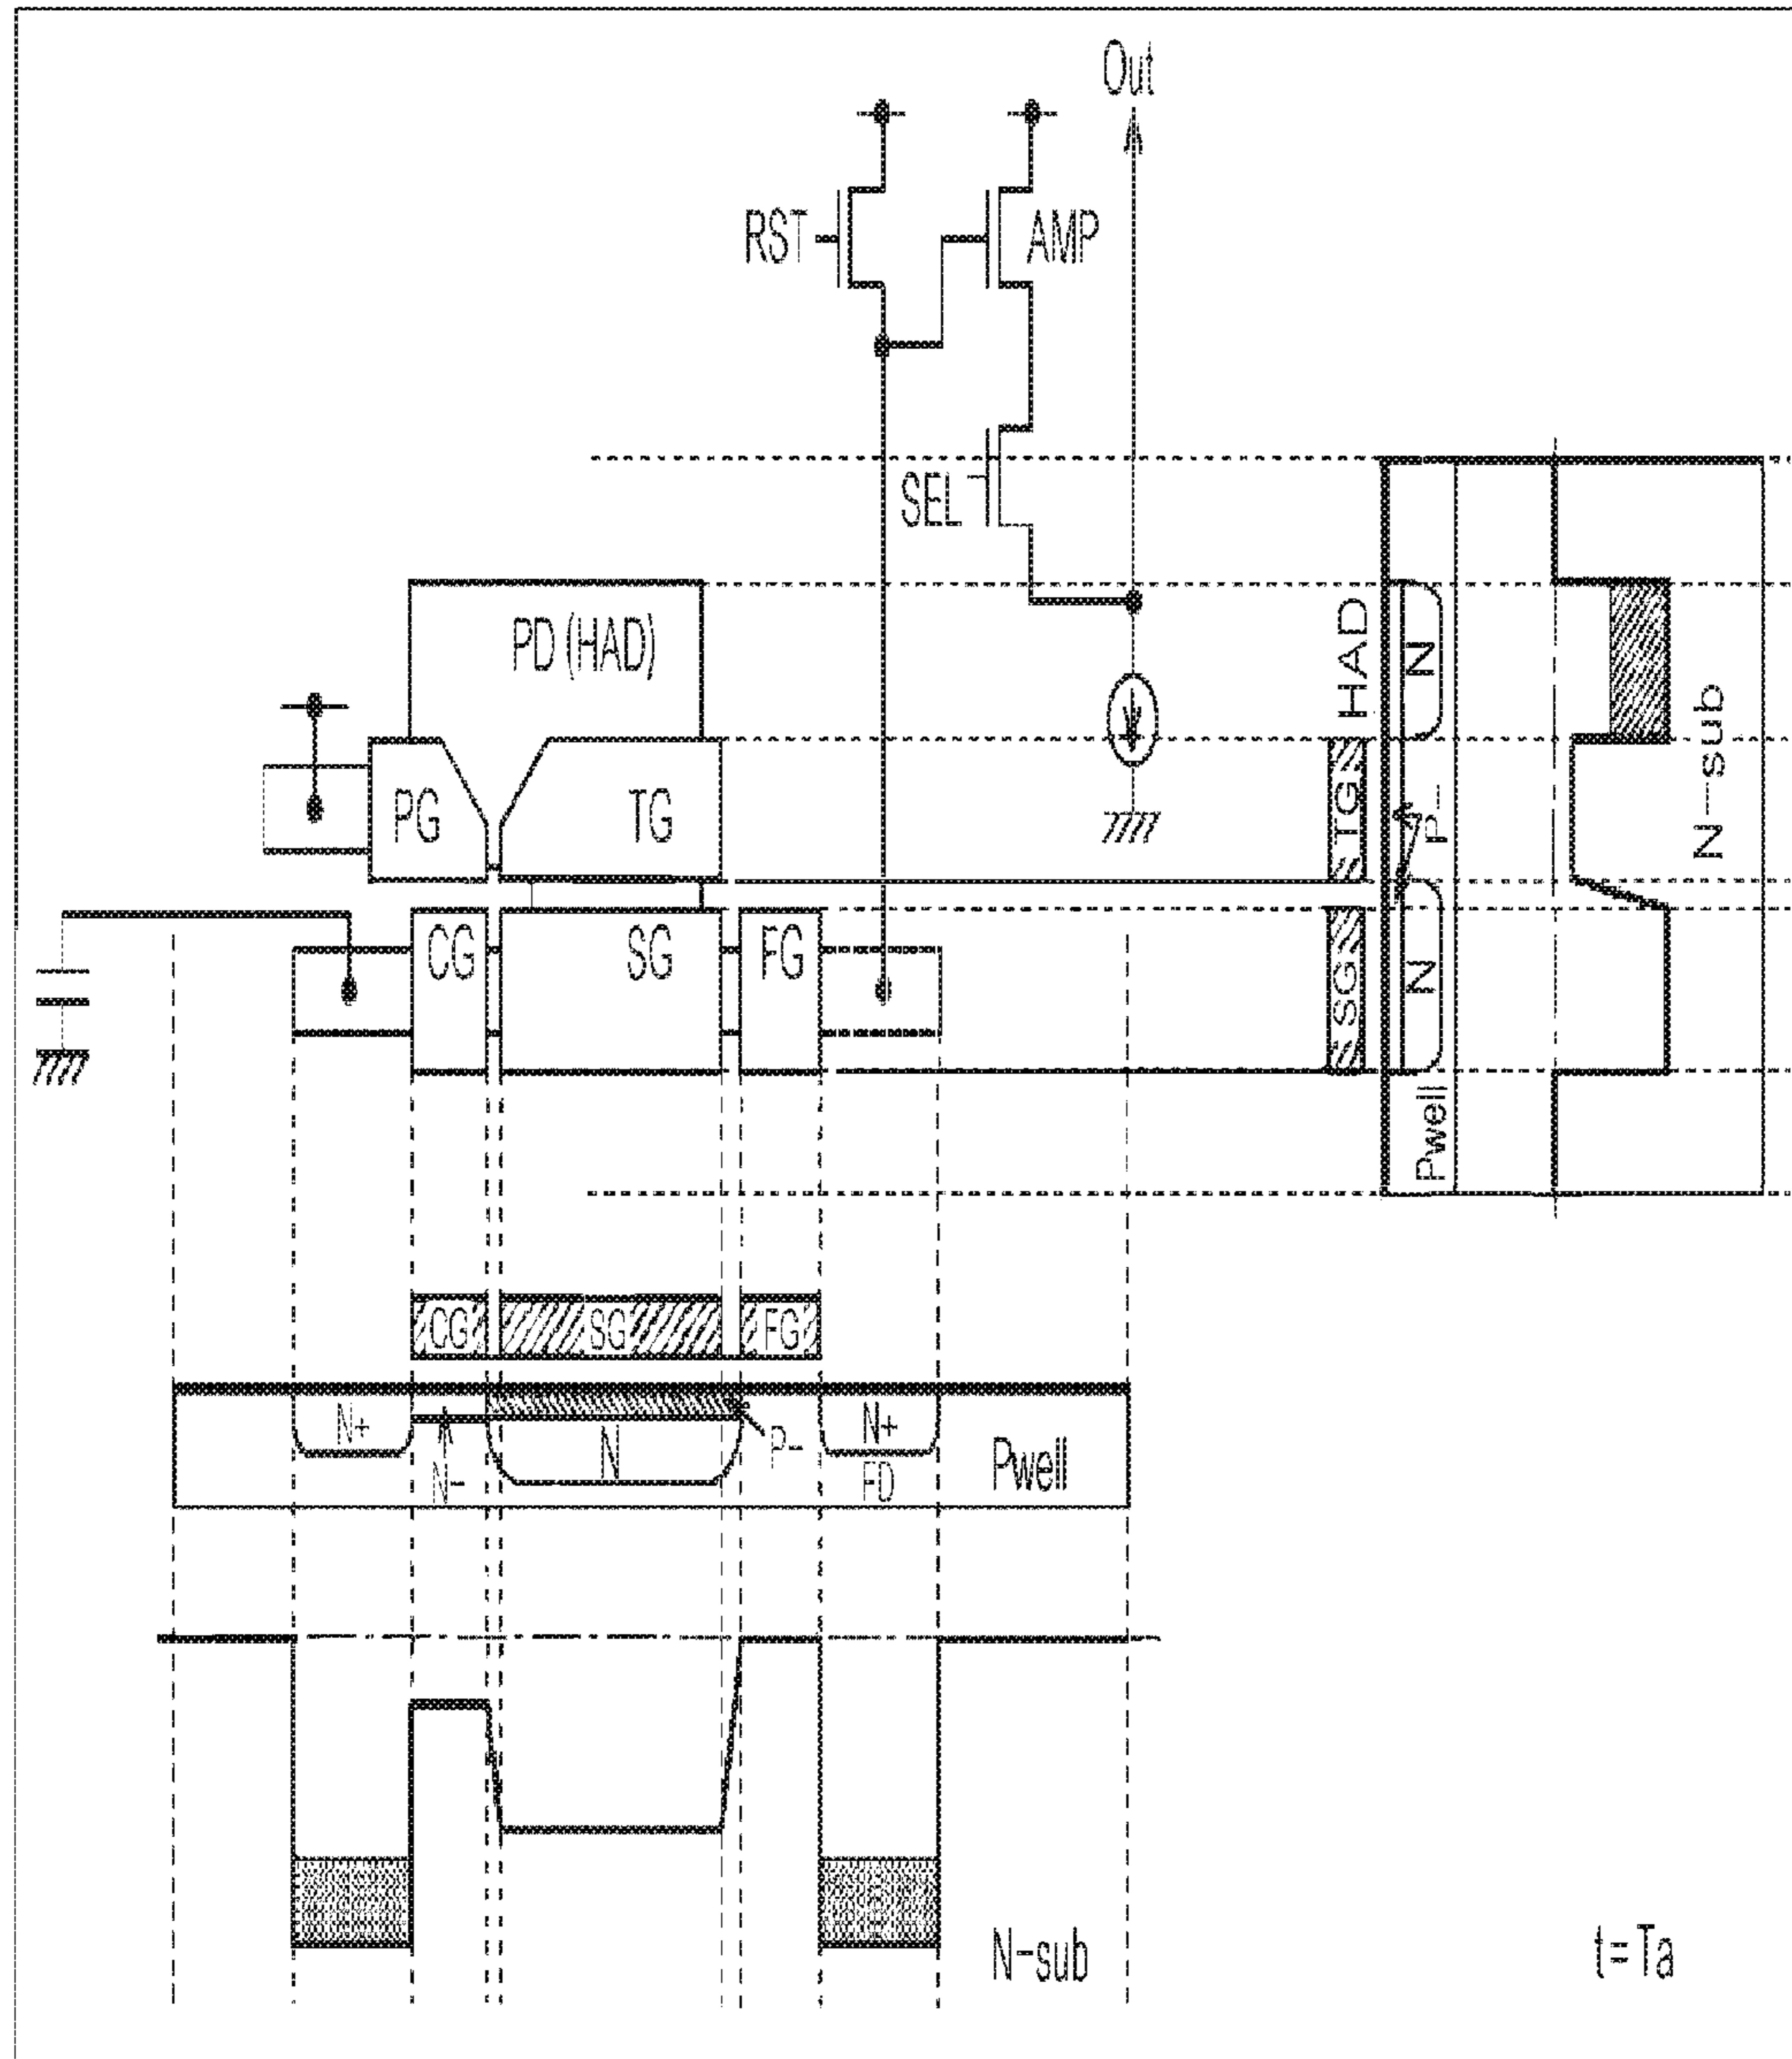 Out
RST
AMP
SEL
PD (HAD)
PG
TG
CG
SG
FG
HAD
N
TG
P-
SG
N
Pwell
N-sub
CG
SG
FG
N+
N-
N
P-
N+
FD
Pwell
N-sub
t=Ta